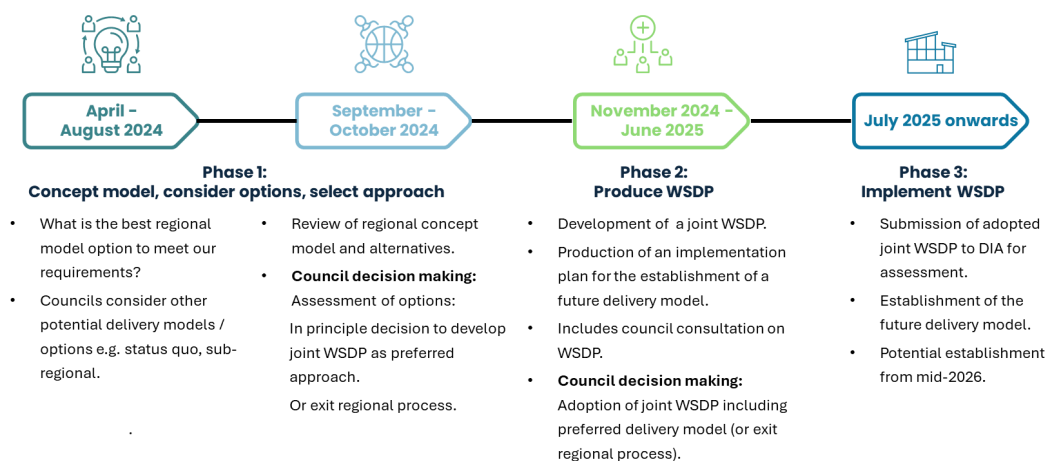 April –
August 2024
September –
October 2024
November 2024 –
June 2025
July 2025 onwards
Phase 1:
Concept model, consider options, select approach
• What is the best regional
model option to meet our
requirements?
• Councils consider other
potential delivery models /
options e.g. status quo, sub-
regional.
.
• Review of regional concept
model and alternatives.
• Council decision making:
Assessment of options:
In principle decision to develop
joint WSDP as preferred
approach.
Or exit regional process.
Phase 2:
Produce WSDP
• Development of a joint WSDP.
• Production of an implementation
plan for the establishment of a
future delivery model.
• Includes council consultation on
WSDP.
• Council decision making:
Adoption of joint WSDP including
preferred delivery model (or exit
regional process).
Phase 3:
Implement WSDP
• Submission of adopted
joint WSDP to DIA for
assessment.
• Establishment of the
future delivery model.
• Potential establishment
from mid-2026.